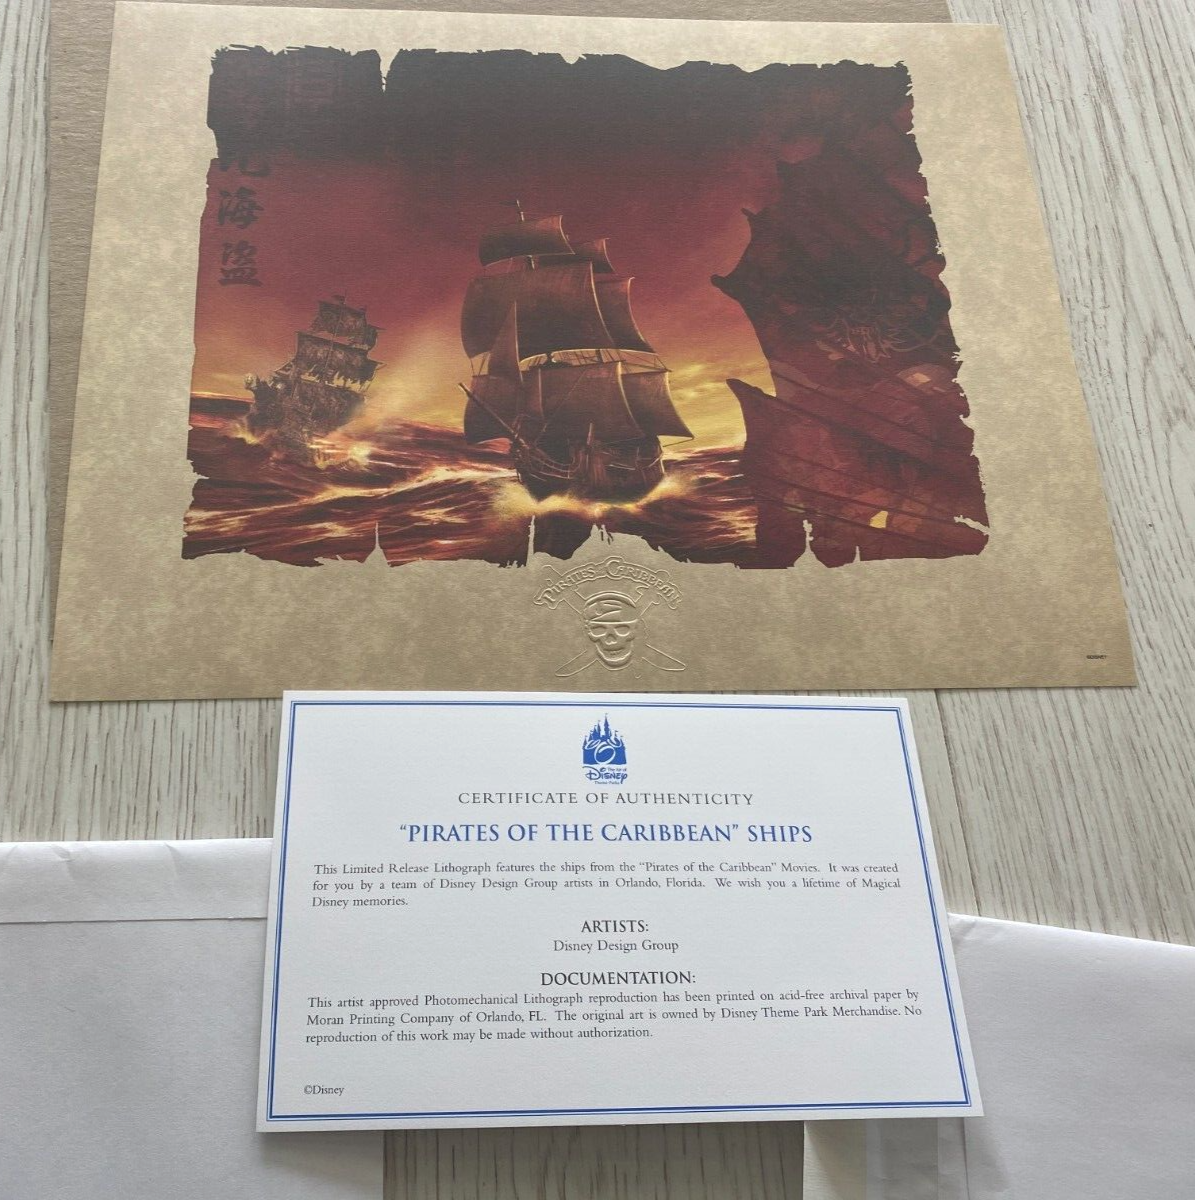 海
盗
PIRATES OF THE CARIBBEAN
©DISNEY
The Art of
Disney
Theme Parks
CERTIFICATE OF AUTHENTICITY
“PIRATES OF THE CARIBBEAN” SHIPS
This Limited Release Lithograph features the ships from the “Pirates of the Caribbean” Movies. It was created
for you by a team of Disney Design Group artists in Orlando, Florida. We wish you a lifetime of Magical
Disney memories.
ARTISTS:
Disney Design Group
DOCUMENTATION:
This artist approved Photomechanical Lithograph reproduction has been printed on acid-free archival paper by
Moran Printing Company of Orlando, FL. The original art is owned by Disney Theme Park Merchandise. No
reproduction of this work may be made without authorization.
©Disney